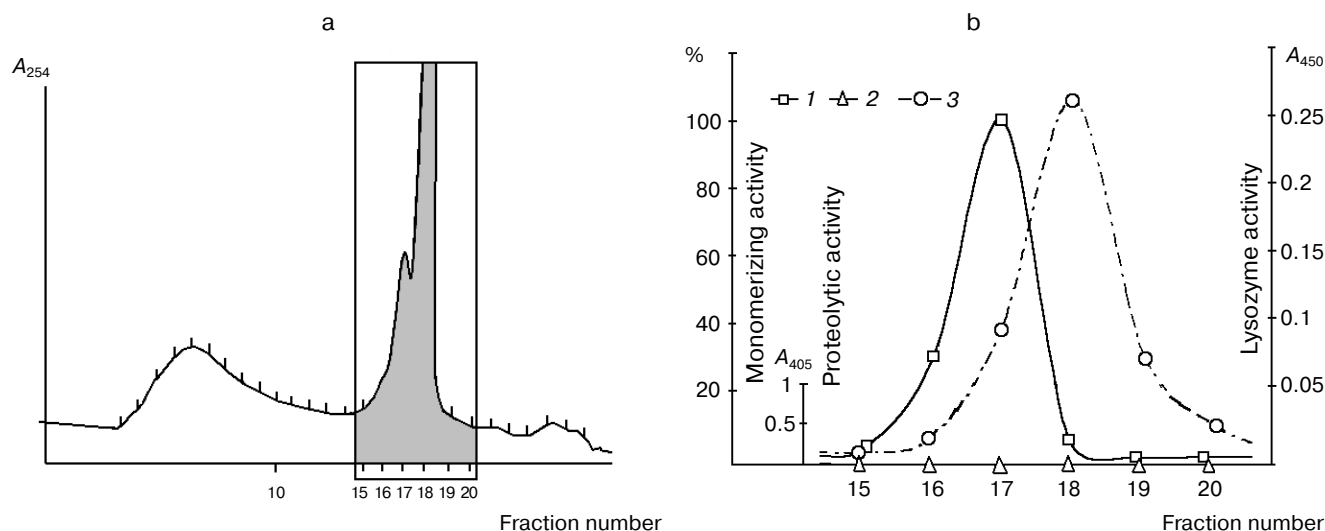 a
b
A254
10
15 16 17 18 19 20
Fraction number
%
100
80
60
40
20
Monomerizing activity
1 2 3
A405
1
0.5
Proteolytic activity
A450
0.25
0.2
0.15
0.1
0.05
Lysozyme activity
15 16 17 18 19 20
Fraction number